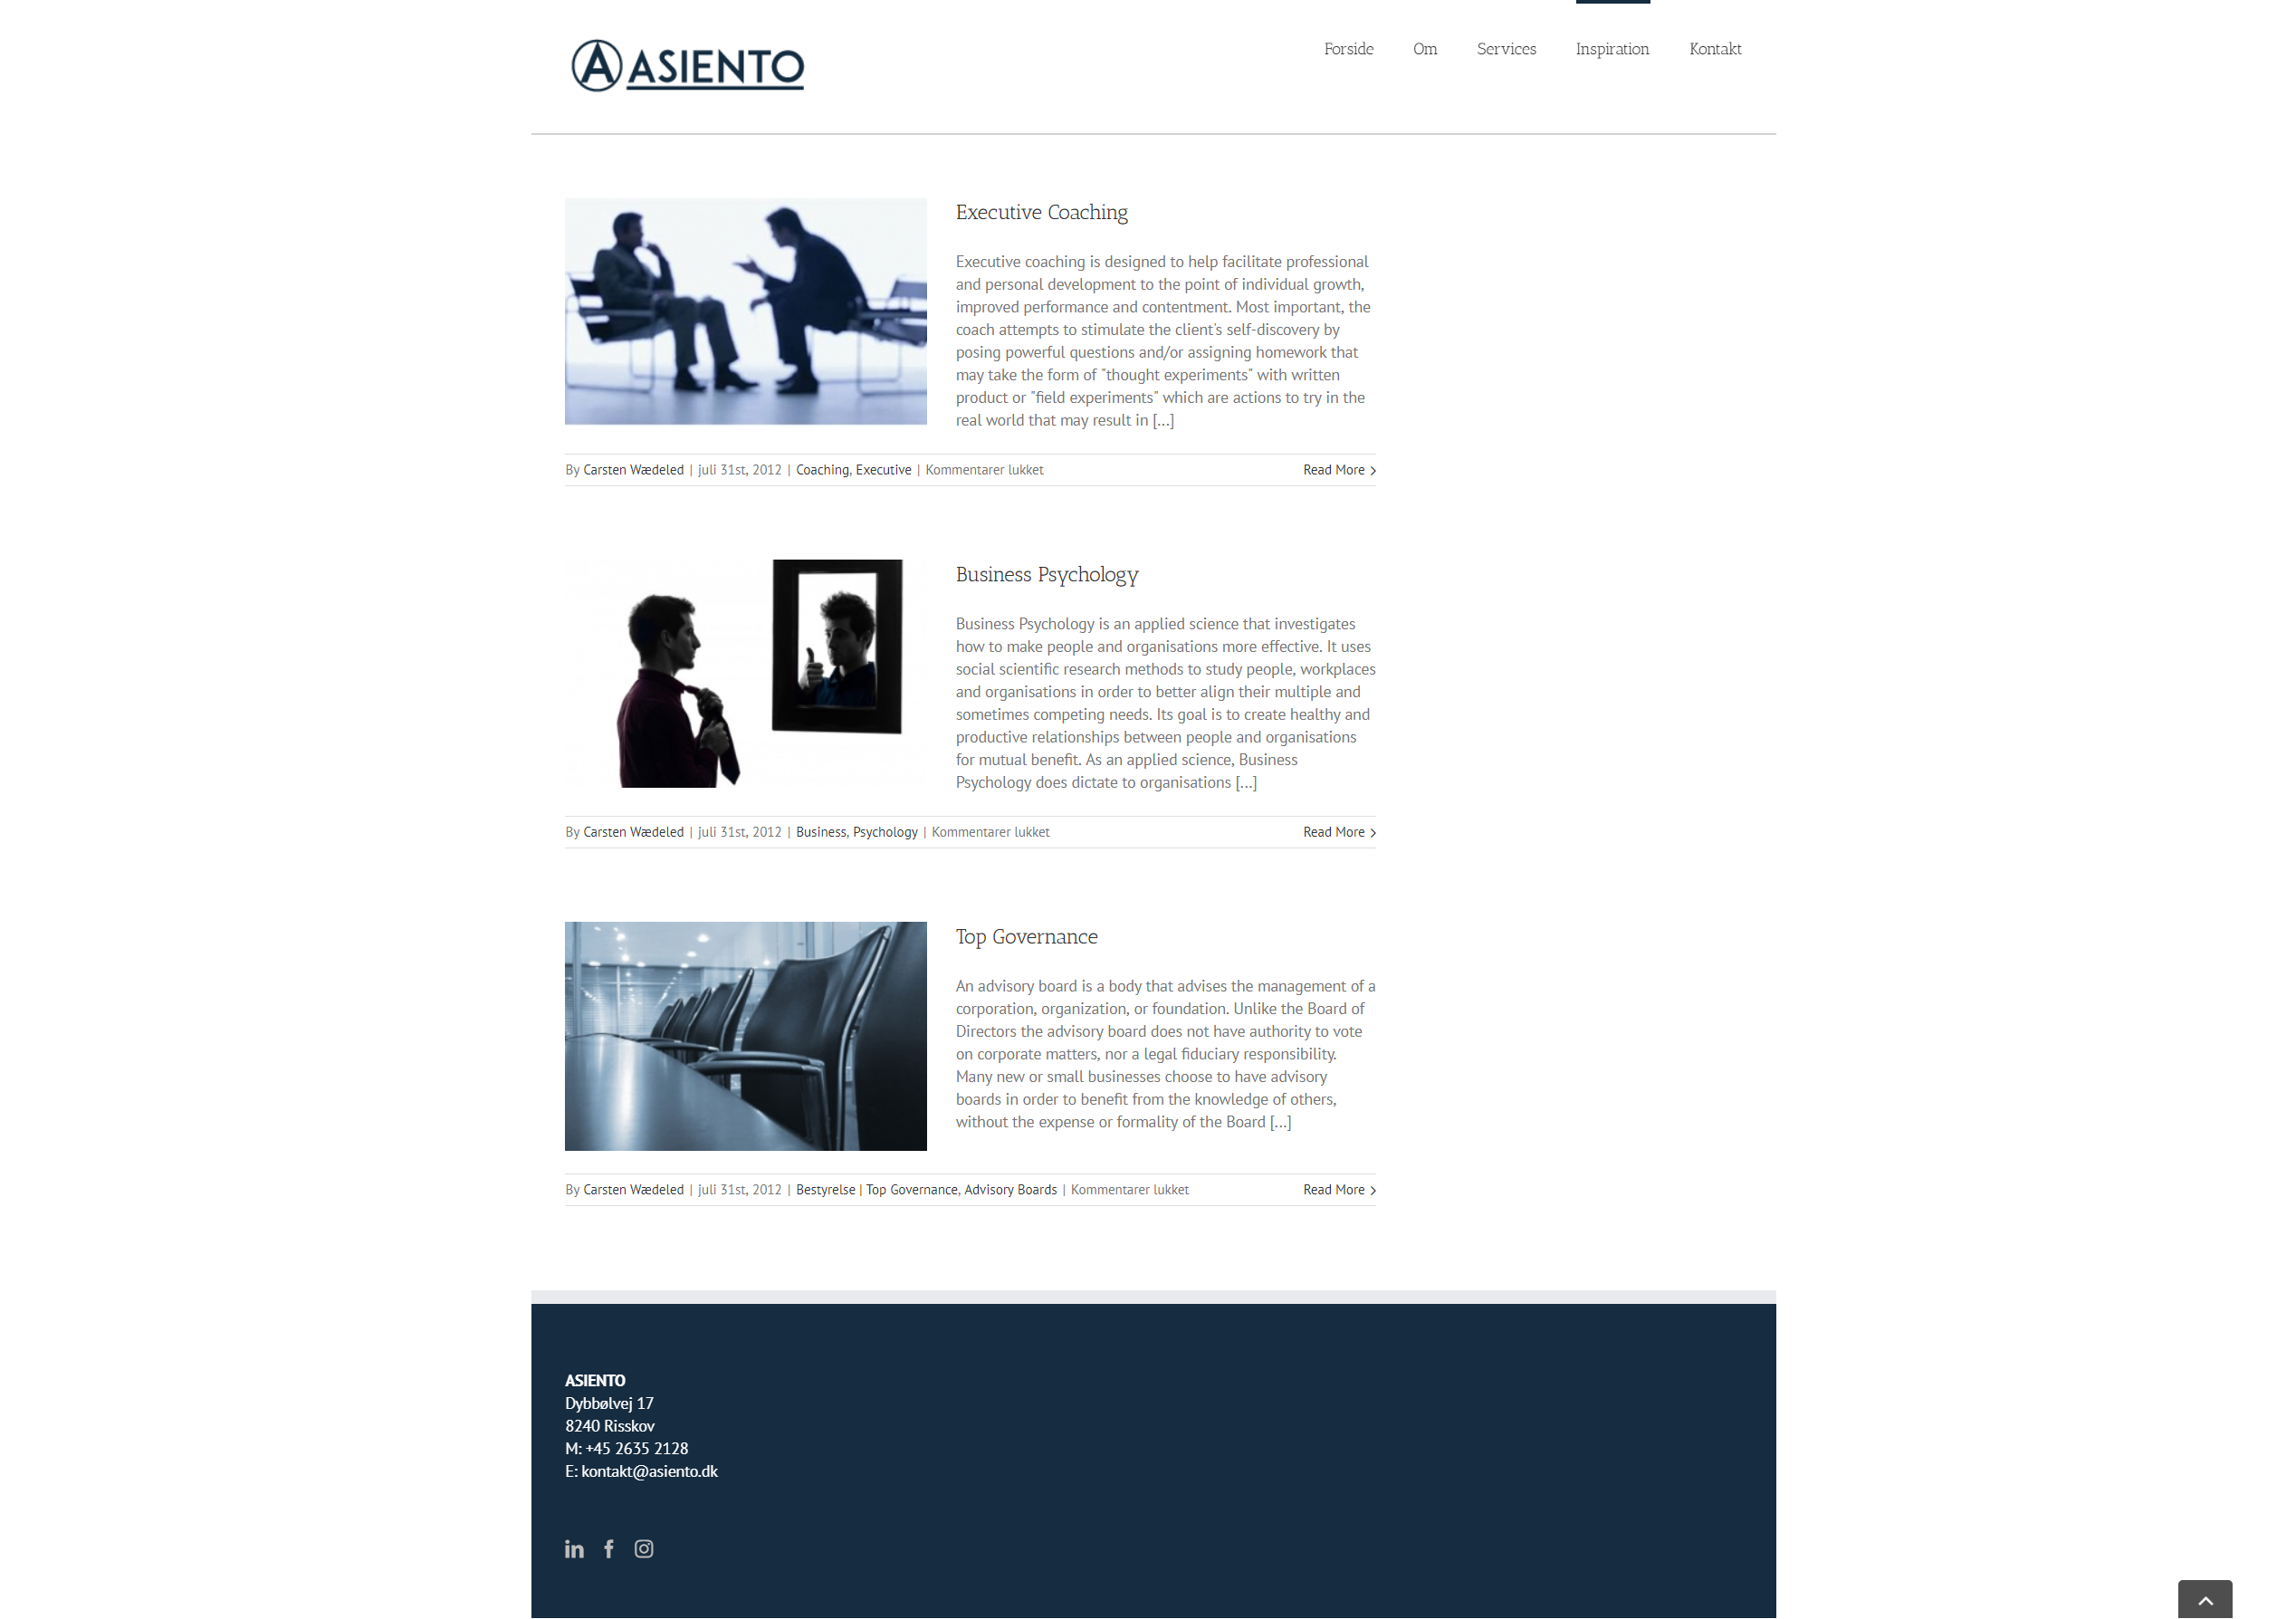 A ASIENTO
Forside Om Services Inspiration Kontakt
Executive Coaching
Executive coaching is designed to help facilitate professional
and personal development to the point of individual growth,
improved performance and contentment. Most important, the
coach attempts to stimulate the client's self-discovery by
posing powerful questions and/or assigning homework that
may take the form of "thought experiments" with written
product or "field experiments" which are actions to try in the
real world that may result in [...]
By Carsten Wædeled | juli 31st, 2012 | Coaching, Executive | Kommentarer lukket Read More
Business Psychology
Business Psychology is an applied science that investigates
how to make people and organisations more effective. It uses
social scientific research methods to study people, workplaces
and organisations in order to better align their multiple and
sometimes competing needs. Its goal is to create healthy and
productive relationships between people and organisations
for mutual benefit. As an applied science, Business
Psychology does dictate to organisations [...]
By Carsten Wædeled | juli 31st, 2012 | Business, Psychology | Kommentarer lukket Read More
Top Governance
An advisory board is a body that advises the management of a
corporation, organization, or foundation. Unlike the Board of
Directors the advisory board does not have authority to vote
on corporate matters, nor a legal fiduciary responsibility.
Many new or small businesses choose to have advisory
boards in order to benefit from the knowledge of others,
without the expense or formality of the Board [...]
By Carsten Wædeled | juli 31st, 2012 | Bestyrelse | Top Governance, Advisory Boards | Kommentarer lukket Read More
ASIENTO
Dybbølvej 17
8240 Risskov
M: +45 2635 2128
E: kontakt@asiento.dk